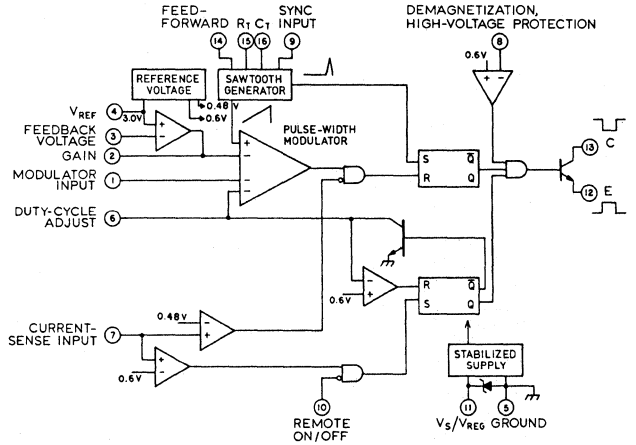 FEED-
FORWARD RT CT SYNC INPUT
14 15 16 9
DEMAGNETIZATION,
HIGH-VOLTAGE PROTECTION
8
0.6V
+ −
REFERENCE
VOLTAGE
SAWTOOTH
GENERATOR
0.48 V
0.6V
VREF 4 3.0V
FEEDBACK
VOLTAGE 3
GAIN 2
MODULATOR
INPUT 1
DUTY-CYCLE
ADJUST 6
+
−
+
−
−
−
PULSE-WIDTH
MODULATOR
S Q̅
R Q
13 C
12 E
0.6V
−
+
R Q̅
S Q
0.48V
−
+
CURRENT-
SENSE INPUT 7
0.6V
+
−
10
REMOTE
ON/OFF
STABILIZED
SUPPLY
11 5
VS/VREG GROUND